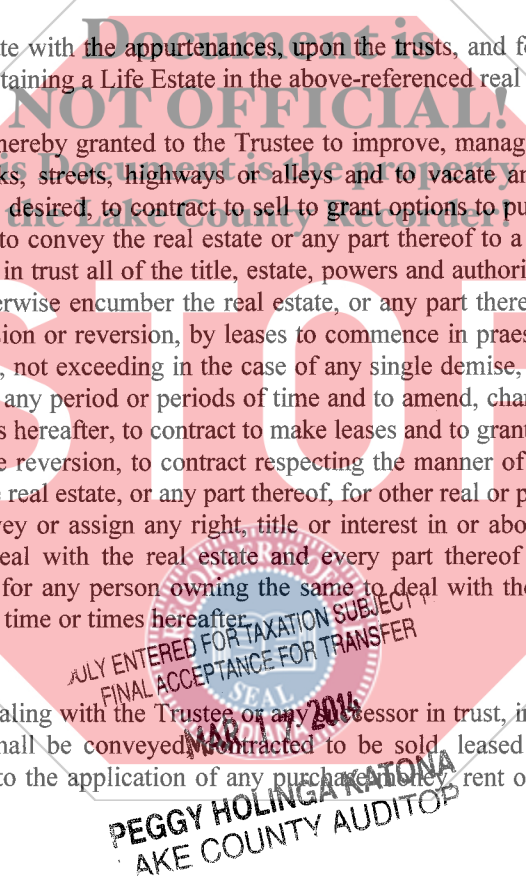 Document is
te with the appurtenances, upon the trusts, and fo
taining a Life Estate in the above-referenced real
NOT OFFICIAL!
hereby granted to the Trustee to improve, manag
is Document is the property
ks, streets, highways or alleys and to vacate an
desired, to contract to sell to grant options to pu
the Lake County Recorder!
to convey the real estate or any part thereof to a
in trust all of the title, estate, powers and authori
erwise encumber the real estate, or any part there
STOP
sion or reversion, by leases to commence in praes
, not exceeding in the case of any single demise,
any period or periods of time and to amend, chan
s hereafter, to contract to make leases and to grant
e reversion, to contract respecting the manner of
real estate, or any part thereof, for other real or p
vey or assign any right, title or interest in or abo
eal with the real estate and every part thereof
for any person owning the same to deal with the
time or times hereafter.
ULY ENTERED FOR TAXATION SUBJECT T
FINAL ACCEPTANCE FOR TRANSFER
SEAL
MAR 17 2014
aling with the Trustee or any successor in trust, i
hall be conveyed, contracted to be sold, leased
to the application of any purchase money, rent o
PEGGY HOLINGA KATONA
AKE COUNTY AUDITOR